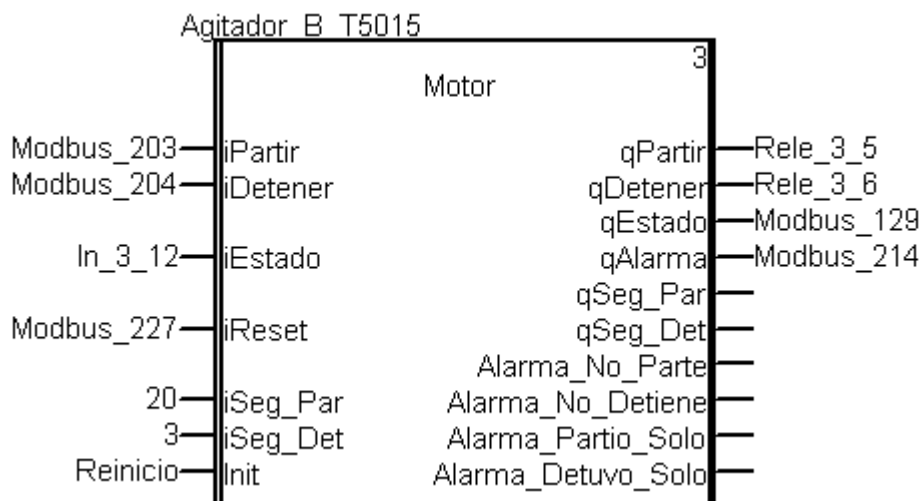 Agitador_B_T5015
3
Motor
Modbus_203 iPartir qPartir Rele_3_5
Modbus_204 iDetener qDetener Rele_3_6
qEstado Modbus_129
In_3_12 iEstado qAlarma Modbus_214
qSeg_Par
Modbus_227 iReset qSeg_Det
Alarma_No_Parte
20 iSeg_Par Alarma_No_Detiene
3 iSeg_Det Alarma_Partio_Solo
Reinicio Init Alarma_Detuvo_Solo